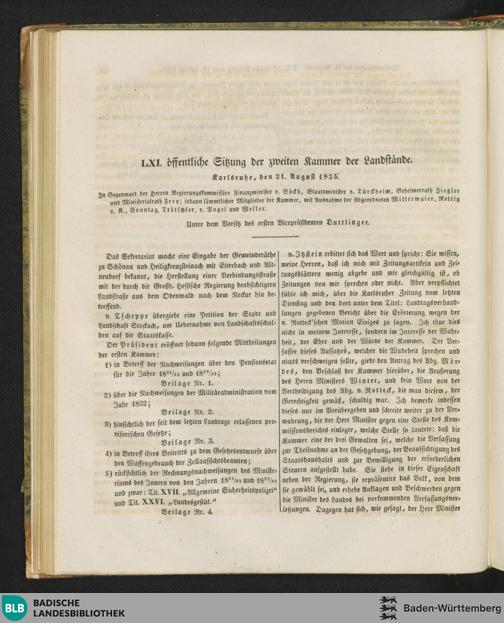 LXI. öffentliche Sitzung der zweiten Kammer der Landstände.
Karlsruhe, den 21. August 1835.
In Gegenwart der Herren Regierungskommissäre Finanzminister v. Böckh, Staatsminister v. Türckheim, Geheimerrath Ziegler
und Ministerialrath Frey; sodann sämmtlicher Mitglieder der Kammer, mit Ausnahme der Abgeordneten Mittermaier, Rettig
v. K., Sonntag, Trötschler, v. Vogel und Welker.
Unter dem Vorsitz des ersten Vicepräsidenten Duttlinger.
Das Sekretariat macht eine Eingabe der Gemeinderäthe
zu Schönau und Heiligkreuzsteinach mit Eiterbach und Alt-
neudorf bekannt, die Herstellung einer Verbindungsstraße
mit der durch die Großh. Hessische Regierung beabsichtigten
Landstraße aus dem Odenwald nach dem Neckar hin be-
treffend.
v. Tscheppe übergiebt eine Petition der Stadt und
Landschaft Stockach, um Uebernahme von Landschaftsschul-
den auf die Staatskasse.
Der Präsident eröffnet sodann folgende Mittheilungen
der ersten Kammer:
1) in Betreff der Nachweisungen über den Pensionsetat
für die Jahre
Beilage Nr. 1.
2) über die Nachweisungen der Militäradministration vom
Jahr 1832;
Beilage Nr. 2.
3) hinsichtlich der seit dem letzten Landtage erlassenen pro-
visorischen Gesetze;
Beilage Nr. 3.
4) in Betreff ihres Beitritts zu dem Gesetzesentwurfe über
den Waffengebrauch der Zollaufsichtsbeamten;
5) rücksichtlich der Rechnungsnachweisungen des Ministe-
riums des Innern von den Jahren
und zwar: Tit. XVII. „Allgemeine Sicherheitspolizei“
und Tit. XXVI. „Landesgestüt.“
Beilage Nr. 4.
v. Itzstein erbittet sich das Wort und spricht: Sie wissen,
meine Herren, daß ich mich mit Zeitungsartikeln und Zei-
tungsblättern wenig abgebe und mir gleichgültig ist, ob
Zeitungen von mir sprechen oder nicht. Aber verpflichtet
fühle ich mich, über die Karlsruher Zeitung vom letzten
Dienstag und den dort unter dem Titel: Landtagsverhand-
lungen gegebenen Bericht über die Erörterung wegen der
v. Rotteck'schen Motion Einiges zu sagen. Ich thue dies
nicht in meinem Interesse, sondern im Interesse der Wahr-
heit, der Ehre und der Würde der Kammer. Der Ver-
fasser dieses Aufsatzes, welcher die Wahrheit sprechen und
nichts verschweigen sollte, giebt den Antrag des Abg. Mör-
des, den Beschluß der Kammer hierüber, die Aeusserung
des Herrn Ministers Winter, und kein Wort von der
Vertheidigung des Abg. v. Rotteck, die man diesem, der
Gerechtigkeit gemäß, schuldig war. Ich bemerke indessen
dieses nur im Vorübergehen und schreite weiter zu der Ver-
wahrung, die der Herr Minister gegen eine Stelle des Kom-
missionsberichts einlegte, welche Stelle so lautete: daß die
Kammer eine der drei Gewalten sei, welche die Verfassung
zur Theilnahme an der Gesetzgebung, der Beaufsichtigung des
Staatshaushalts und zur Bewilligung der erforderlichen
Steuern aufgestellt habe. Sie stehe in dieser Eigenschaft
neben der Regierung, sie repräsentire das Volk, von dem
sie gewählt sei, und erhebe Anklagen und Beschwerden gegen
die Minister des Landes bei vorkommenden Verfassungsver-
letzungen. Dagegen hat sich, wie gesagt, der Herr Minister
BLB
BADISCHE
LANDESBIBLIOTHEK
Baden-Württemberg